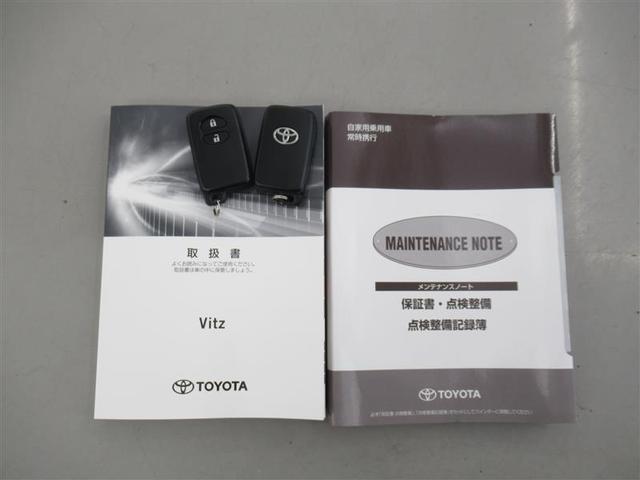 取扱書
よくお読みになってご使用ください。
取扱書は車の中に保管しましょう。
Vitz
TOYOTA
自家用乗用車
常時携行
MAINTENANCE NOTE
メンテナンスノート
保証書・点検整備
点検整備記録簿
TOYOTA